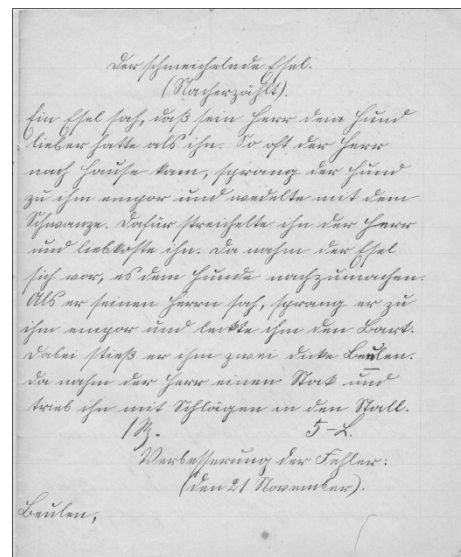 Der schmeichelnde Esel.
(Nacherzählt).
Ein Esel sah, daß sein Herr den Hund
lieber hatte als ihn. So oft der Herr
nach Hause kam, sprang der Hund
zu ihm empor und wedelte mit dem
Schwanze. Dafür streichelte ihn der Herr
und liebkoste ihn. Da nahm der Esel
sich vor, es dem Hunde nachzumachen.
Als er seinen Herrn sah, sprang er zu
ihm empor und leckte ihm den Bart.
Dabei stieß er ihm zwei dicke Beulen.
Da nahm der Herr einen Stock und
trieb ihn mit Schlägen in den Stall.
Verbesserung der Fehler:
(den 21 November).
Beulen,